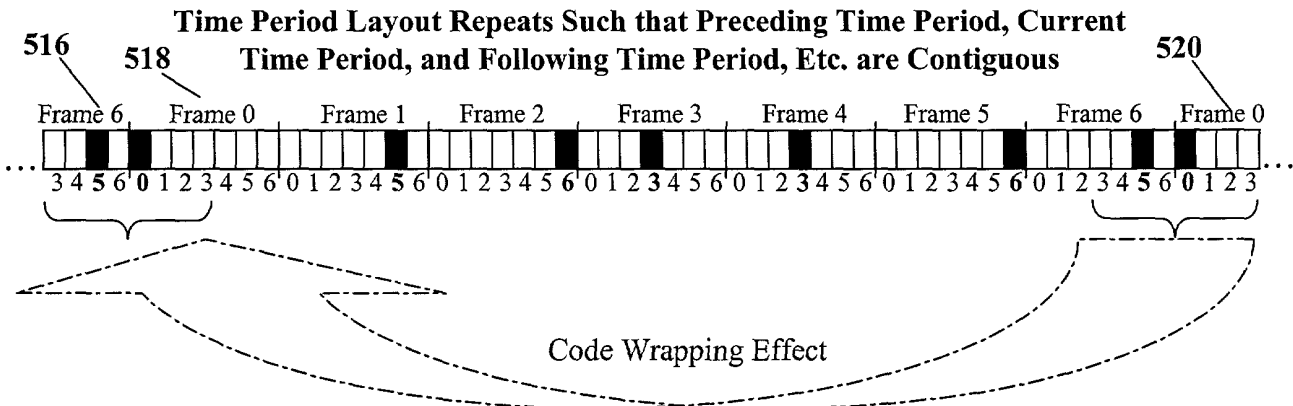 Time Period Layout Repeats Such that Preceding Time Period, Current
Time Period, and Following Time Period, Etc. are Contiguous
516
518
520
Frame 6 Frame 0 Frame 1 Frame 2 Frame 3 Frame 4 Frame 5 Frame 6 Frame 0
... ...
3 4 5 6 0 1 2 3 4 5 6 0 1 2 3 4 5 6 0 1 2 3 4 5 6 0 1 2 3 4 5 6 0 1 2 3 4 5 6 0 1 2 3 4 5 6 0 1 2 3 4 5 6 0 1 2 3
Code Wrapping Effect